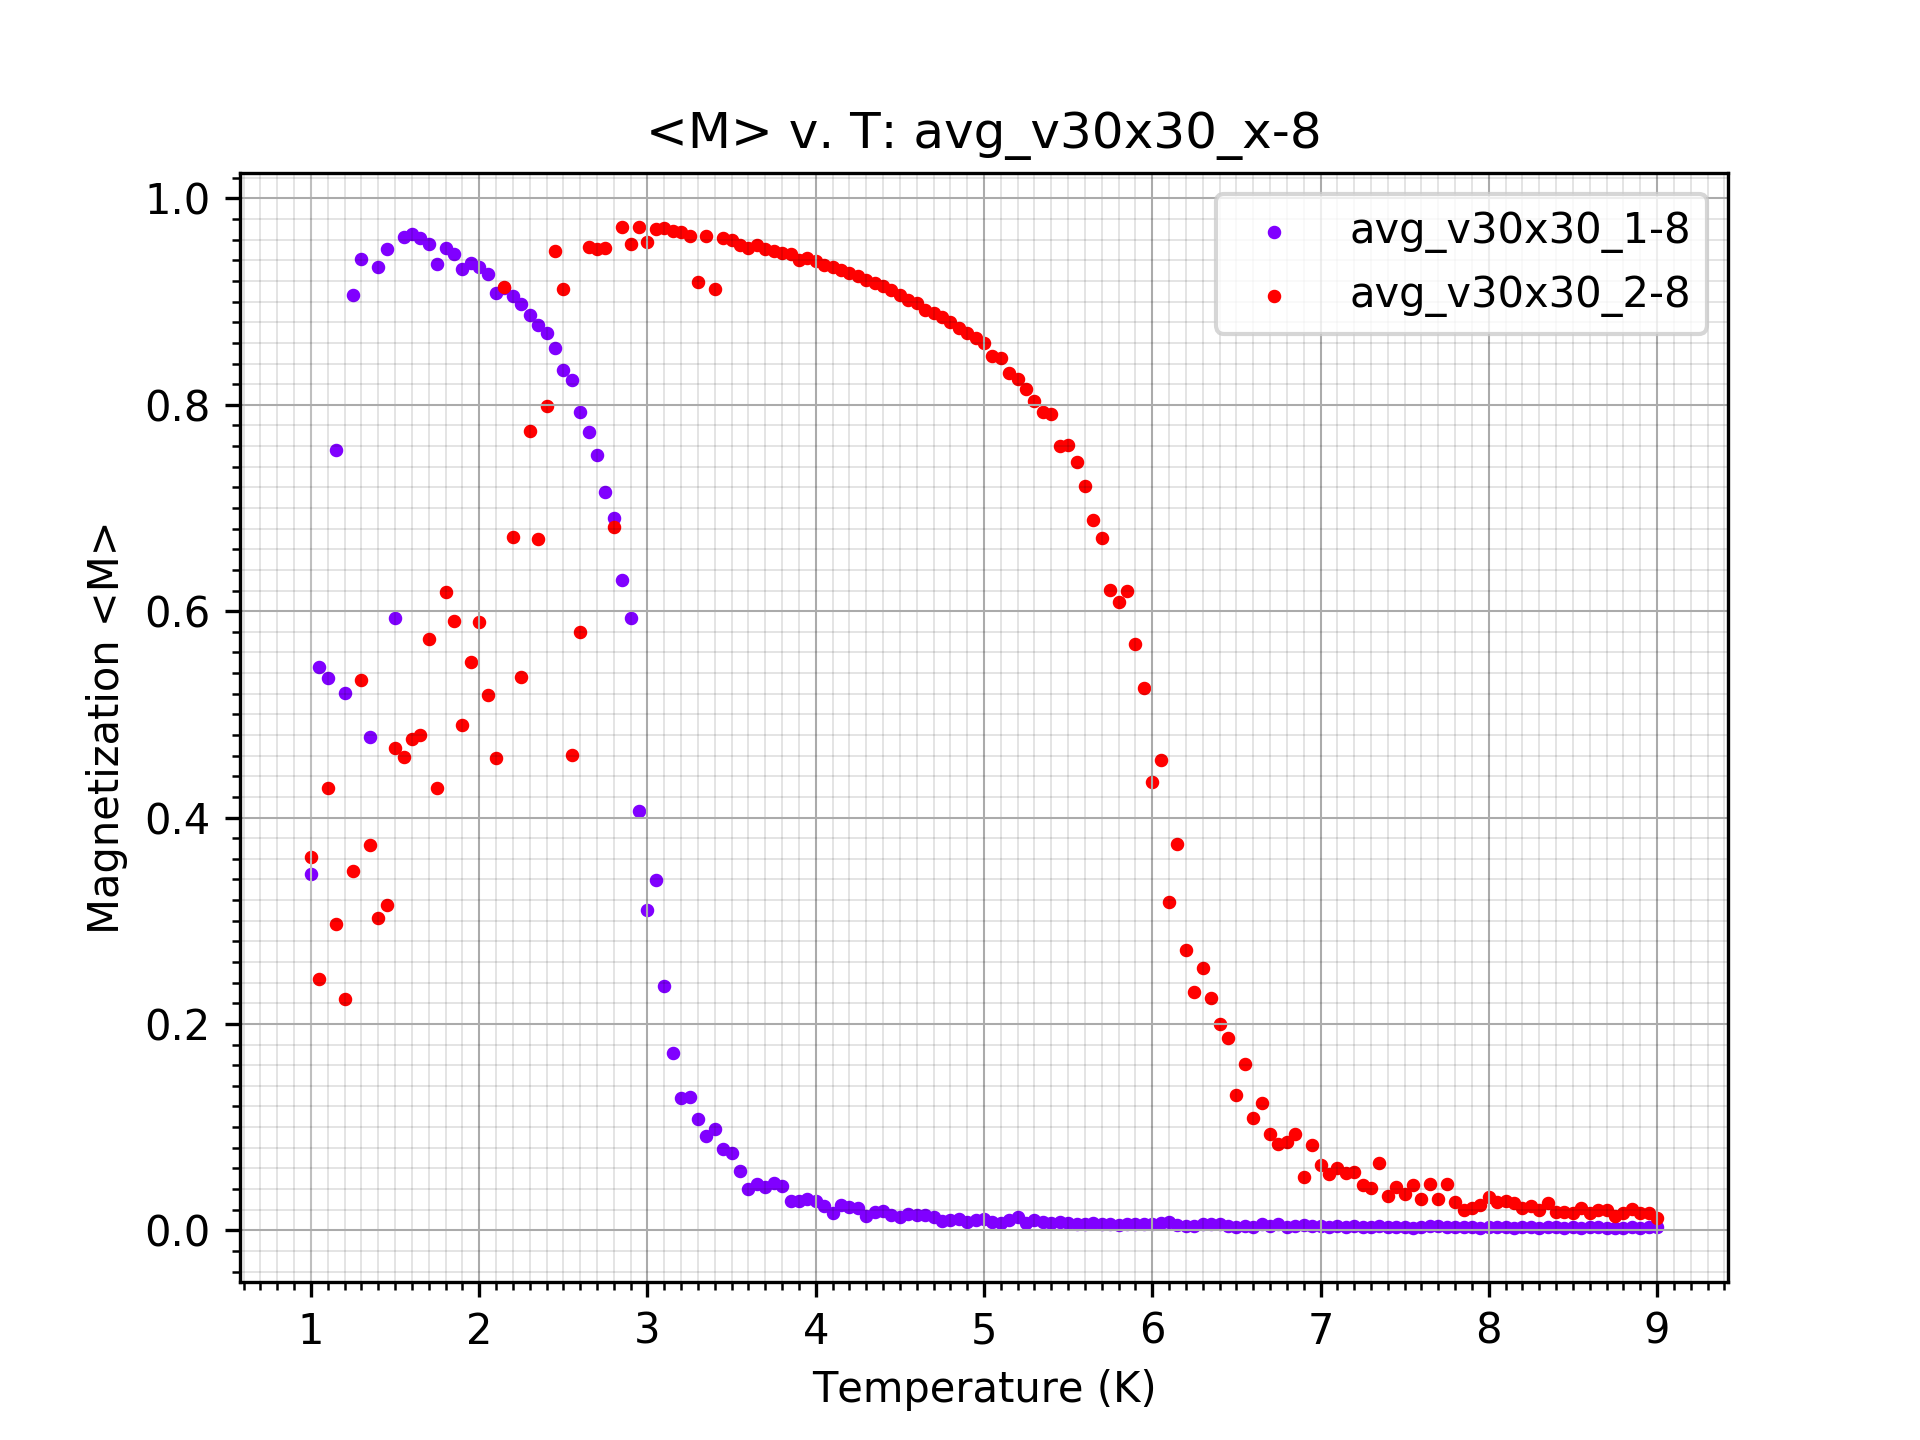 <M> v. T: avg_v30x30_x-8
avg_v30x30_1-8
avg_v30x30_2-8
Magnetization <M>
1.0
0.8
0.6
0.4
0.2
0.0
1 2 3 4 5 6 7 8 9
Temperature (K)